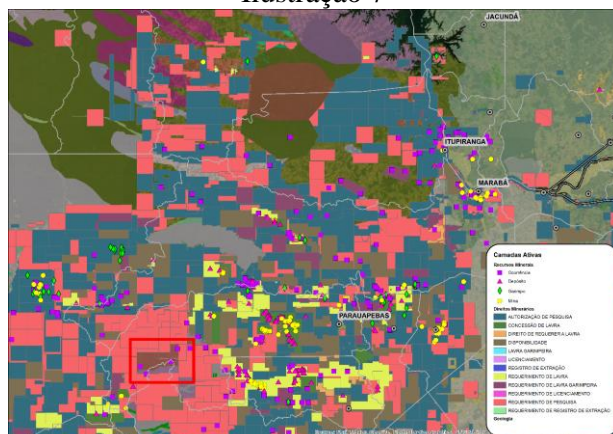 Ilustração 7
JACUNDÁ
ITUPIRANGA
MARABÁ
PARAUAPEBAS
Camadas Ativas
Recursos Minerais
Ocorrência
Depósito
Garimpo
Mina
Direitos Minerários
AUTORIZAÇÃO DE PESQUISA
CONCESSÃO DE LAVRA
DIREITO DE REQUERER A LAVRA
DISPONIBILIDADE
LAVRA GARIMPEIRA
LICENCIAMENTO
REGISTRO DE EXTRAÇÃO
REQUERIMENTO DE LAVRA
REQUERIMENTO DE LAVRA GARIMPEIRA
REQUERIMENTO DE LICENCIAMENTO
REQUERIMENTO DE PESQUISA
REQUERIMENTO DE REGISTRO DE EXTRAÇÃO
Geologia